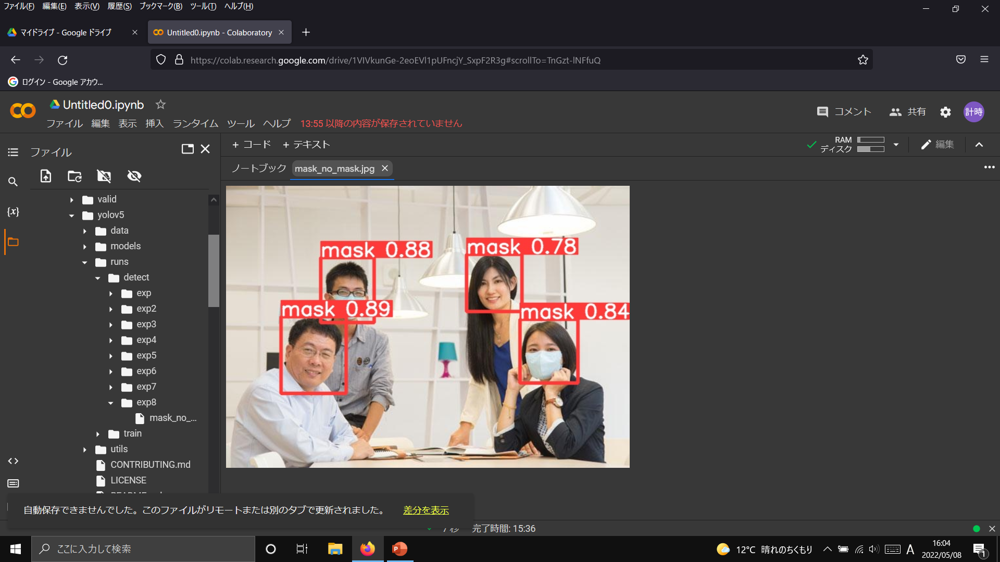 ファイル(F) 編集(E) 表示(V) 履歴(S) ブックマーク(B) ツール(T) ヘルプ(H)
マイドライブ - Google ドライブ
Untitled0.ipynb - Colaboratory
https://colab.research.google.com/drive/1VIVkunGe-2eoEVl1pUFncjY_SxpF2R3g#scrollTo=TnGzt-lNFfuQ
ログイン - Google アカウ...
Untitled0.ipynb
コメント 共有 計時
ファイル 編集 表示 挿入 ランタイム ツール ヘルプ 13:55 以降の内容が保存されていません
ファイル
+ コード + テキスト
RAM
ディスク
編集
ノートブック mask_no_mask.jpg
{x}
valid
yolov5
data
models
runs
detect
exp
exp2
exp3
exp4
exp5
exp6
exp7
exp8
mask_no_...
train
utils
CONTRIBUTING.md
LICENSE
mask 0.88
mask 0.78
mask 0.89
mask 0.84
自動保存できませんでした。このファイルがリモートまたは別のタブで更新されました。 差分を表示
7 秒 完了時間: 15:36
ここに入力して検索
P
12°C 晴れのちくもり
A
16:04
2022/05/08
1